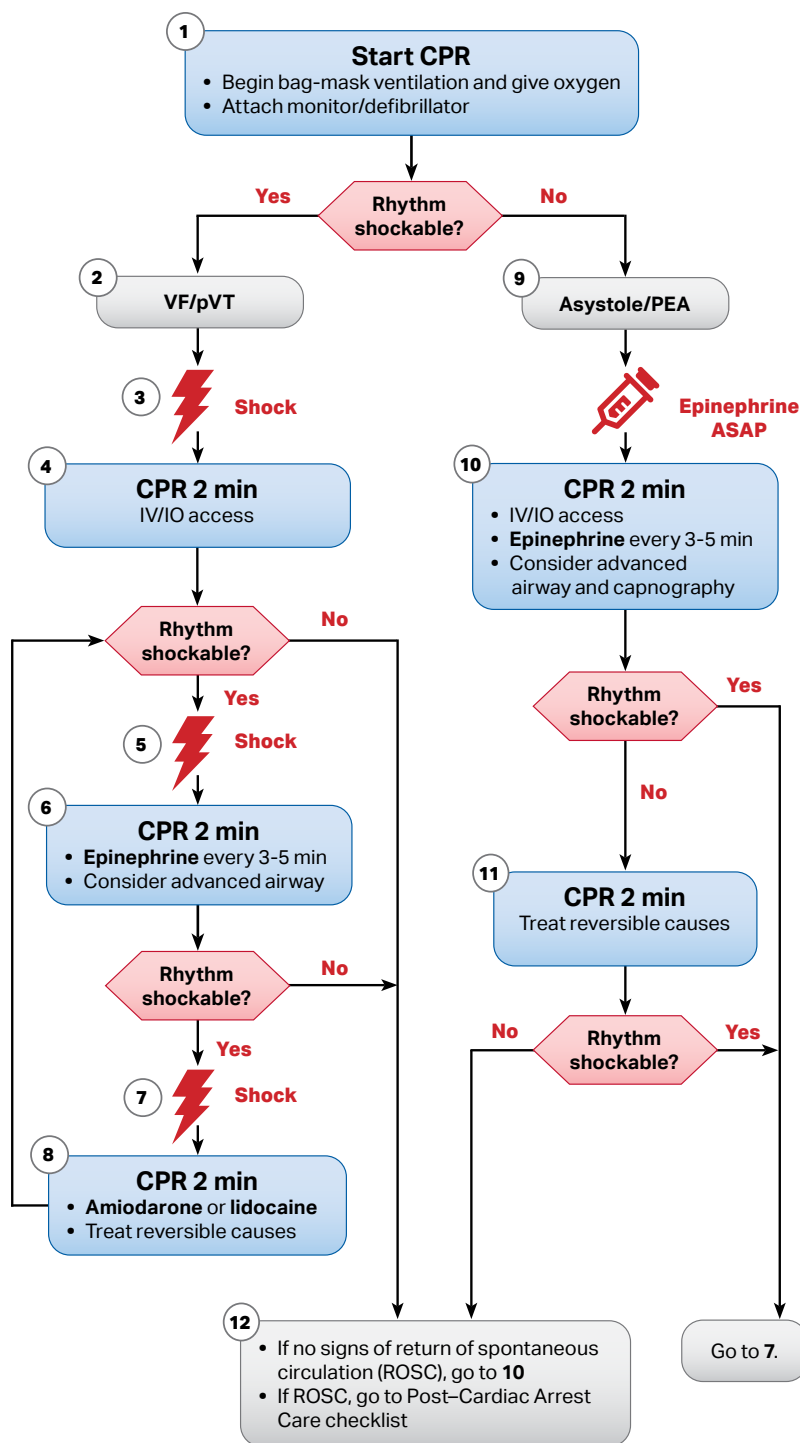 1
Start CPR
• Begin bag-mask ventilation and give oxygen
• Attach monitor/defibrillator
Rhythm
shockable?
Yes
No
2
VF/pVT
3
Shock
4
CPR 2 min
IV/IO access
Rhythm
shockable?
No
Yes
5
Shock
6
CPR 2 min
• Epinephrine every 3-5 min
• Consider advanced airway
Rhythm
shockable?
No
Yes
7
Shock
8
CPR 2 min
• Amiodarone or lidocaine
• Treat reversible causes
9
Asystole/PEA
Epinephrine
ASAP
10
CPR 2 min
• IV/IO access
• Epinephrine every 3-5 min
• Consider advanced
airway and capnography
Rhythm
shockable?
Yes
No
11
CPR 2 min
Treat reversible causes
No
Rhythm
shockable?
Yes
12
• If no signs of return of spontaneous
circulation (ROSC), go to 10
• If ROSC, go to Post–Cardiac Arrest
Care checklist
Go to 7.